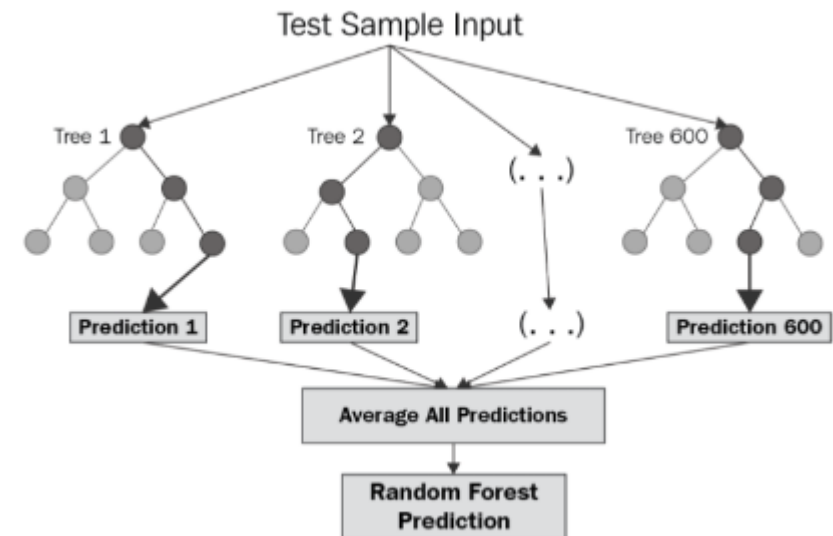 Test Sample Input
Tree 1
Tree 2
(. . .)
Tree 600
Prediction 1
Prediction 2
(. . .)
Prediction 600
Average All Predictions
Random Forest
Prediction